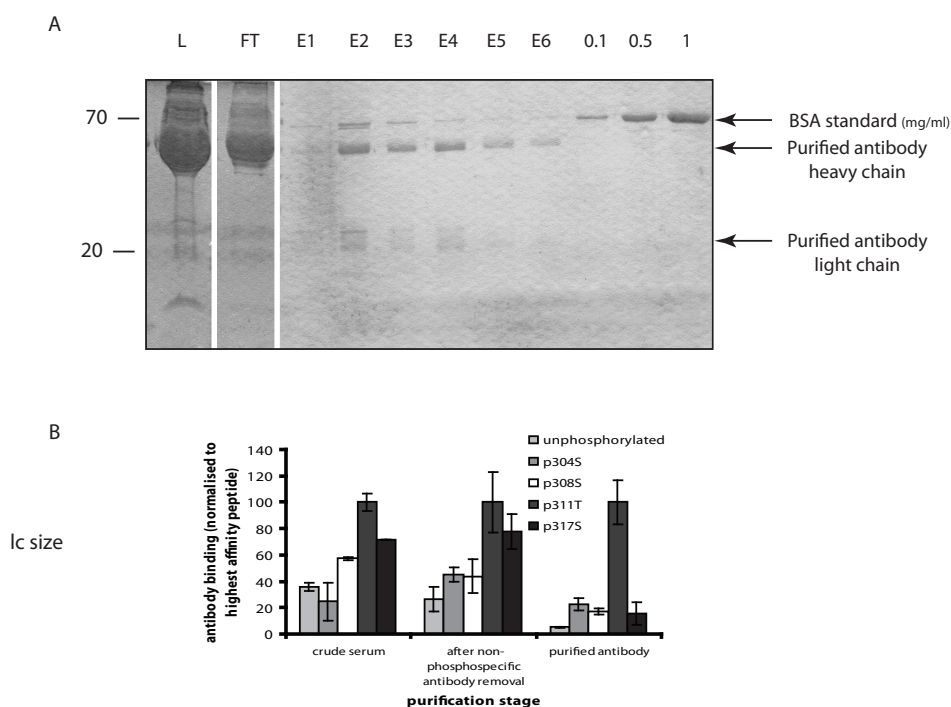 A
L FT E1 E2 E3 E4 E5 E6 0.1 0.5 1
70
BSA standard (mg/ml)
Purified antibody
heavy chain
20
Purified antibody
light chain
B
lc size
antibody binding (normalised to
highest affinity peptide)
140
120
100
80
60
40
20
0
unphosphorylated
p304S
p308S
p311T
p317S
crude serum
after non-
phosphospecific
antibody removal
purified antibody
purification stage